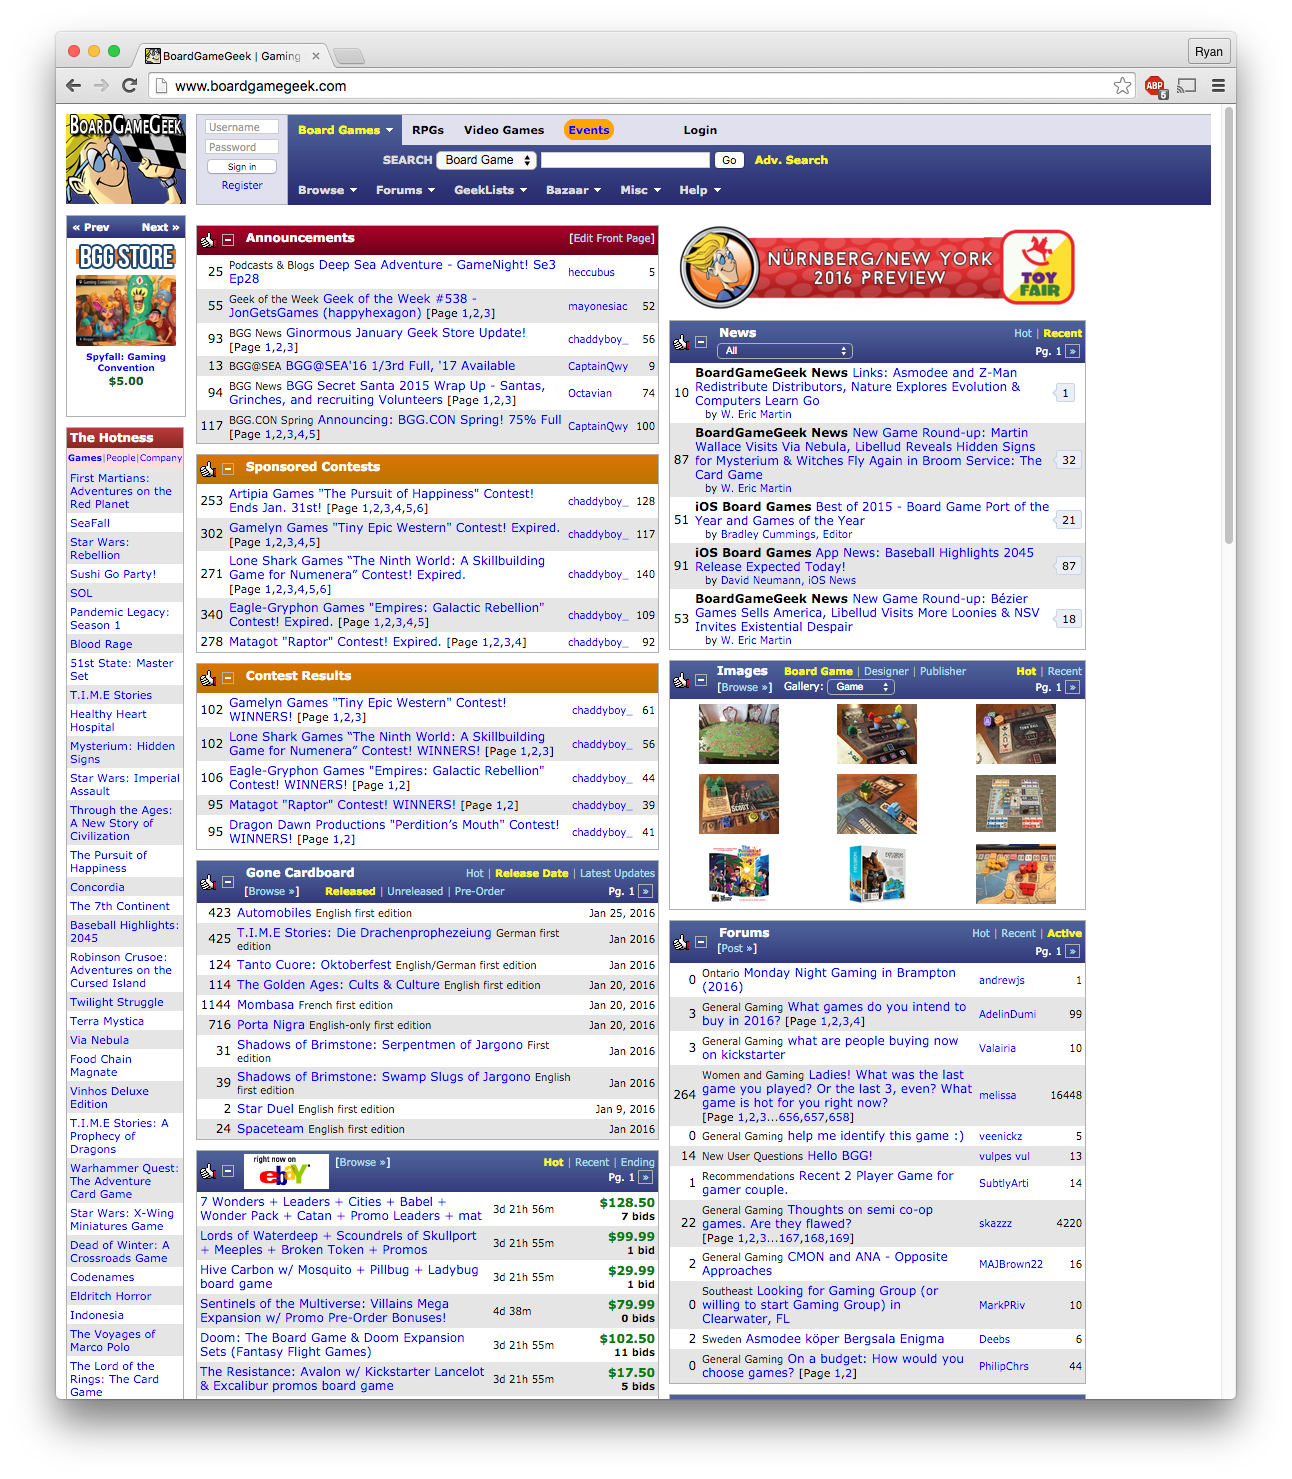 BoardGameGeek | Gaming
Ryan
www.boardgamegeek.com
ABP
6
BOARDGAMEGEEK
Username
Password
Sign in
Register
Board Games
RPGs
Video Games
Events
Login
SEARCH
Board Game
Go
Adv. Search
Browse
Forums
GeekLists
Bazaar
Misc
Help
« Prev
Next »
BGG STORE
Spyfall: Gaming
Convention
$5.00
The Hotness
Games|People|Company
First Martians:
Adventures on the
Red Planet
SeaFall
Star Wars:
Rebellion
Sushi Go Party!
SOL
Pandemic Legacy:
Season 1
Blood Rage
51st State: Master
Set
T.I.M.E Stories
Healthy Heart
Hospital
Mysterium: Hidden
Signs
Star Wars: Imperial
Assault
Through the Ages:
A New Story of
Civilization
The Pursuit of
Happiness
Concordia
The 7th Continent
Baseball Highlights:
2045
Robinson Crusoe:
Adventures on the
Cursed Island
Twilight Struggle
Terra Mystica
Via Nebula
Food Chain
Magnate
Vinhos Deluxe
Edition
T.I.M.E Stories: A
Prophecy of
Dragons
Warhammer Quest:
The Adventure
Card Game
Star Wars: X-Wing
Miniatures Game
Dead of Winter: A
Crossroads Game
Codenames
Eldritch Horror
Indonesia
The Voyages of
Marco Polo
The Lord of the
Rings: The Card
Game
Announcements
[Edit Front Page]
25 Podcasts & Blogs Deep Sea Adventure - GameNight! Se3
Ep28
heccubus 5
55 Geek of the Week Geek of the Week #538 -
JonGetsGames (happyhexagon) [Page 1,2,3]
mayonesiac 52
93 BGG News Ginormous January Geek Store Update!
[Page 1,2,3]
chaddyboy_ 56
13 BGG@SEA BGG@SEA'16 1/3rd Full, '17 Available CaptainQwy 9
94 BGG News BGG Secret Santa 2015 Wrap Up - Santas,
Grinches, and recruiting Volunteers [Page 1,2,3]
Octavian 74
117 BGG.CON Spring Announcing: BGG.CON Spring! 75% Full
[Page 1,2,3,4,5]
CaptainQwy 100
Sponsored Contests
253 Artipia Games "The Pursuit of Happiness" Contest!
Ends Jan. 31st! [Page 1,2,3,4,5,6]
chaddyboy_ 128
302 Gamelyn Games "Tiny Epic Western" Contest! Expired.
[Page 1,2,3,4,5]
chaddyboy_ 117
271 Lone Shark Games “The Ninth World: A Skillbuilding
Game for Numenera” Contest! Expired.
[Page 1,2,3,4,5,6]
chaddyboy_ 140
340 Eagle-Gryphon Games "Empires: Galactic Rebellion"
Contest! Expired. [Page 1,2,3,4,5]
chaddyboy_ 109
278 Matagot "Raptor" Contest! Expired. [Page 1,2,3,4] chaddyboy_ 92
Contest Results
102 Gamelyn Games "Tiny Epic Western" Contest!
WINNERS! [Page 1,2,3]
chaddyboy_ 61
102 Lone Shark Games “The Ninth World: A Skillbuilding
Game for Numenera” Contest! WINNERS! [Page 1,2,3]
chaddyboy_ 56
106 Eagle-Gryphon Games "Empires: Galactic Rebellion"
Contest! WINNERS! [Page 1,2]
chaddyboy_ 44
95 Matagot "Raptor" Contest! WINNERS! [Page 1,2] chaddyboy_ 39
95 Dragon Dawn Productions "Perdition’s Mouth" Contest!
WINNERS! [Page 1,2]
chaddyboy_ 41
Gone Cardboard
Hot | Release Date | Latest Updates
[Browse »] Released | Unreleased | Pre-Order Pg. 1 »
423 Automobiles English first edition Jan 25, 2016
425 T.I.M.E Stories: Die Drachenprophezeiung German first
edition
Jan 2016
124 Tanto Cuore: Oktoberfest English/German first edition Jan 2016
114 The Golden Ages: Cults & Culture English first edition Jan 20, 2016
1144 Mombasa French first edition Jan 20, 2016
716 Porta Nigra English-only first edition Jan 20, 2016
31 Shadows of Brimstone: Serpentmen of Jargono First
edition
Jan 2016
39 Shadows of Brimstone: Swamp Slugs of Jargono English
first edition
Jan 2016
2 Star Duel English first edition Jan 9, 2016
24 Spaceteam English first edition Jan 2016
right now on
ebaY
[Browse »]
Hot | Recent | Ending
Pg. 1 »
7 Wonders + Leaders + Cities + Babel +
Wonder Pack + Catan + Promo Leaders + mat
3d 21h 56m
$128.50
7 bids
Lords of Waterdeep + Scoundrels of Skullport
+ Meeples + Broken Token + Promos
3d 21h 55m
$99.99
1 bid
Hive Carbon w/ Mosquito + Pillbug + Ladybug
board game
3d 21h 55m
$29.99
1 bid
Sentinels of the Multiverse: Villains Mega
Expansion w/ Promo Pre-Order Bonuses!
4d 38m
$79.99
0 bids
Doom: The Board Game & Doom Expansion
Sets (Fantasy Flight Games)
3d 21h 55m
$102.50
11 bids
The Resistance: Avalon w/ Kickstarter Lancelot
& Excalibur promos board game
3d 21h 55m
$17.50
5 bids
NÜRNBERG/NEW YORK
2016 PREVIEW
TOY
FAIR
News
Hot | Recent
All
Pg. 1 »
10 BoardGameGeek News Links: Asmodee and Z-Man
Redistribute Distributors, Nature Explores Evolution &
Computers Learn Go
by W. Eric Martin
1
87 BoardGameGeek News New Game Round-up: Martin
Wallace Visits Via Nebula, Libellud Reveals Hidden Signs
for Mysterium & Witches Fly Again in Broom Service: The
Card Game
by W. Eric Martin
32
51 iOS Board Games Best of 2015 - Board Game Port of the
Year and Games of the Year
by Bradley Cummings, Editor
21
91 iOS Board Games App News: Baseball Highlights 2045
Release Expected Today!
by David Neumann, iOS News
87
53 BoardGameGeek News New Game Round-up: Bézier
Games Sells America, Libellud Visits More Loonies & NSV
Invites Existential Despair
by W. Eric Martin
18
Images
Board Game | Designer | Publisher
Hot | Recent
[Browse »]
Gallery: Game
Pg. 1 »
Forums
Hot | Recent | Active
[Post »]
Pg. 1 »
0 Ontario Monday Night Gaming in Brampton
(2016)
andrewjs 1
3 General Gaming What games do you intend to
buy in 2016? [Page 1,2,3,4]
AdelinDumi 99
3 General Gaming what are people buying now
on kickstarter
Valairia 10
264 Women and Gaming Ladies! What was the last
game you played? Or the last 3, even? What
game is hot for you right now?
[Page 1,2,3...656,657,658]
melissa 16448
0 General Gaming help me identify this game :) veenickz 5
14 New User Questions Hello BGG! vulpes vul 13
1 Recommendations Recent 2 Player Game for
gamer couple.
SubtlyArti 14
22 General Gaming Thoughts on semi co-op
games. Are they flawed?
[Page 1,2,3...167,168,169]
skazzz 4220
2 General Gaming CMON and ANA - Opposite
Approaches
MAJBrown22 16
0 Southeast Looking for Gaming Group (or
willing to start Gaming Group) in
Clearwater, FL
MarkPRiv 10
2 Sweden Asmodee köper Bergsala Enigma Deebs 6
0 General Gaming On a budget: How would you
choose games? [Page 1,2]
PhilipChrs 44